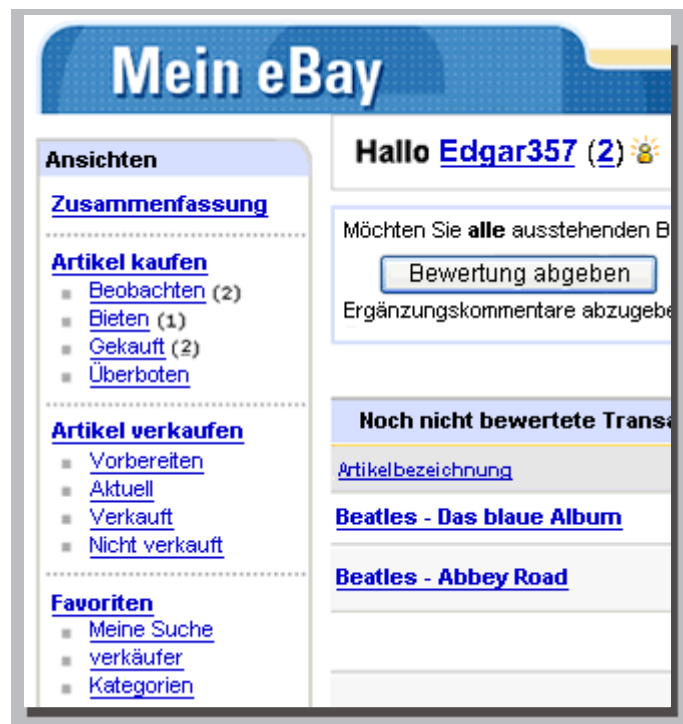 Mein eBay
Ansichten
Zusammenfassung
Artikel kaufen
Beobachten (2)
Bieten (1)
Gekauft (2)
Überboten
Artikel verkaufen
Vorbereiten
Aktuell
Verkauft
Nicht verkauft
Favoriten
Meine Suche
verkäufer
Kategorien
Hallo Edgar357 (2)
Möchten Sie alle ausstehenden B
Bewertung abgeben
Ergänzungskommentare abzugebe
Noch nicht bewertete Transa
Artikelbezeichnung
Beatles - Das blaue Album
Beatles - Abbey Road